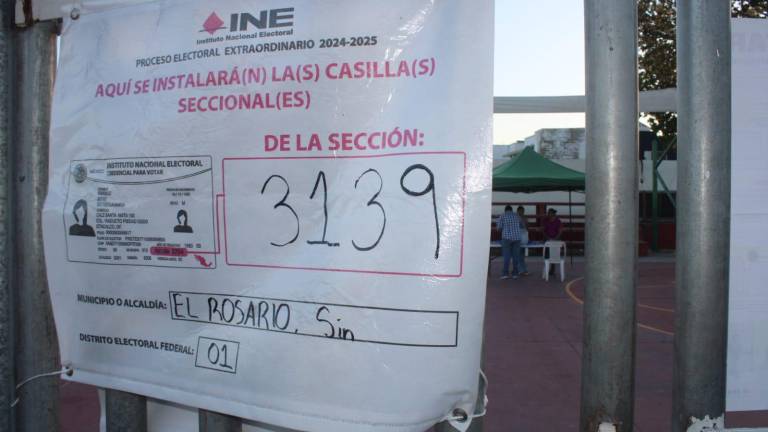 INE
Instituto Nacional Electoral
PROCESO ELECTORAL EXTRAORDINARIO 2024-2025
AQUÍ SE INSTALARÁ(N) LA(S) CASILLA(S)
SECCIONAL(ES)
DE LA SECCIÓN:
MÉXICO INSTITUTO NACIONAL ELECTORAL
CREDENCIAL PARA VOTAR
3139
MUNICIPIO O ALCALDÍA: EL ROSARIO, Sin
DISTRITO ELECTORAL FEDERAL: 01